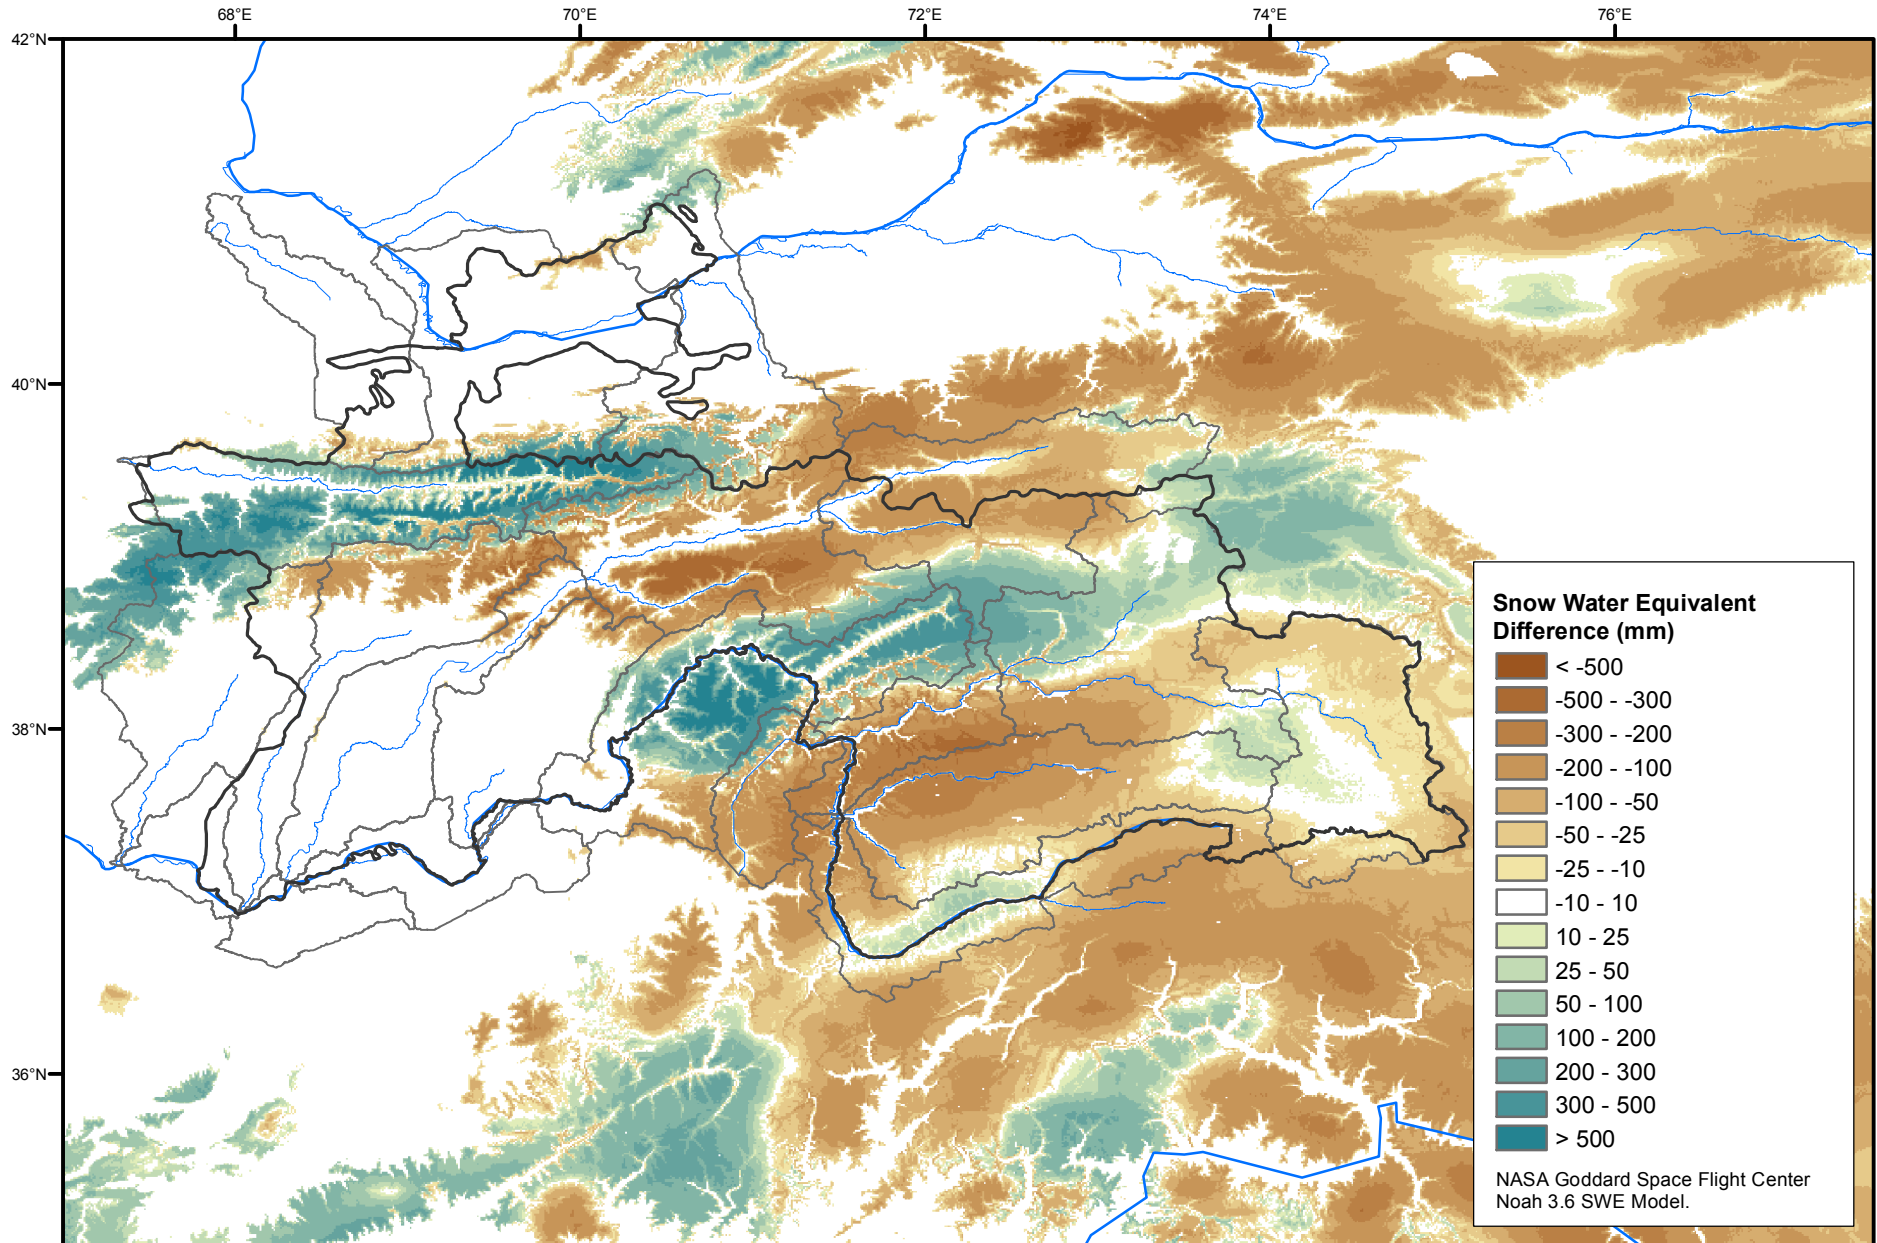 68°E 70°E 72°E 74°E 76°E
42°N
40°N
38°N
36°N
Snow Water Equivalent
Difference (mm)
< -500
-500 - -300
-300 - -200
-200 - -100
-100 - -50
-50 - -25
-25 - -10
-10 - 10
10 - 25
25 - 50
50 - 100
100 - 200
200 - 300
300 - 500
> 500
NASA Goddard Space Flight Center
Noah 3.6 SWE Model.